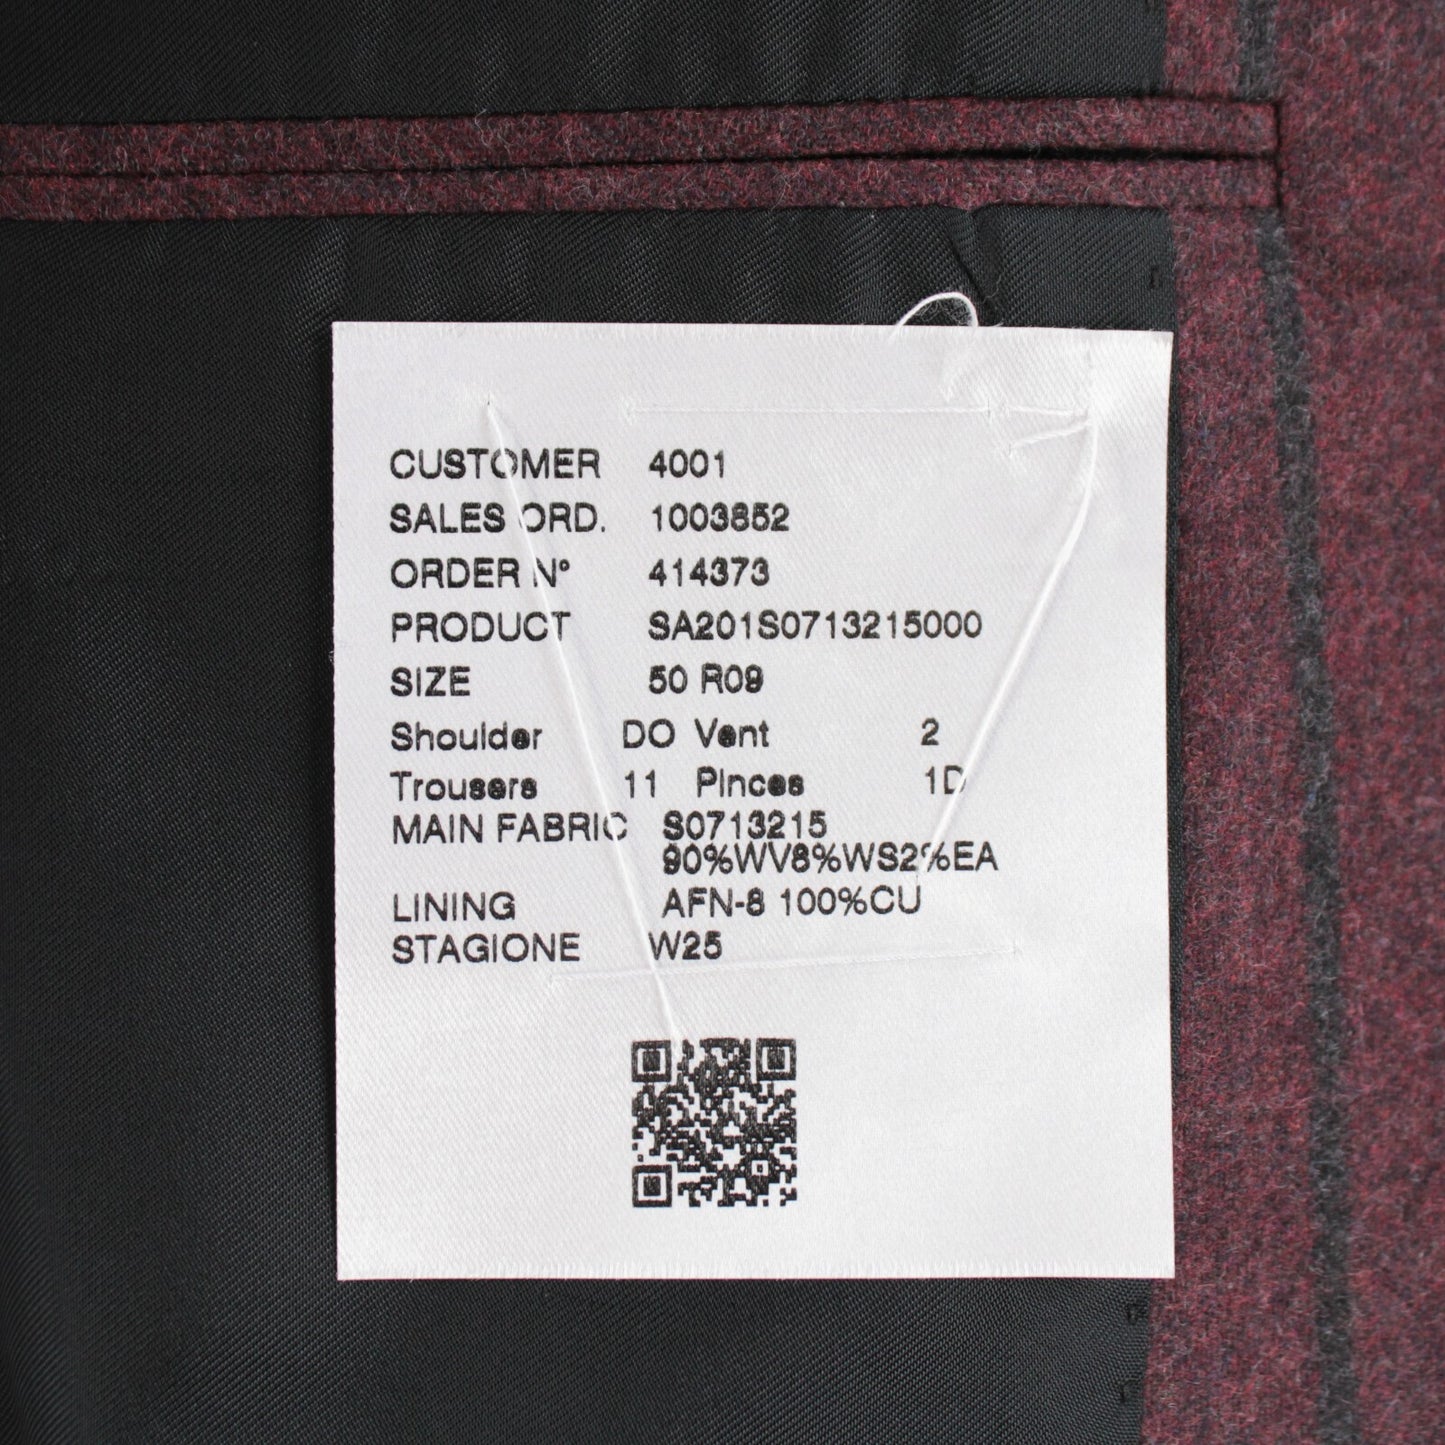 CUSTOMER 4001
SALES ORD. 1003852
ORDER N° 414373
PRODUCT SA201S0713215000
SIZE 50 R09
Shoulder DO Vent 2
Trousers 11 Pinces 1D
MAIN FABRIC S0713215
90%WV8%WS2%EA
LINING AFN-8 100%CU
STAGIONE W25